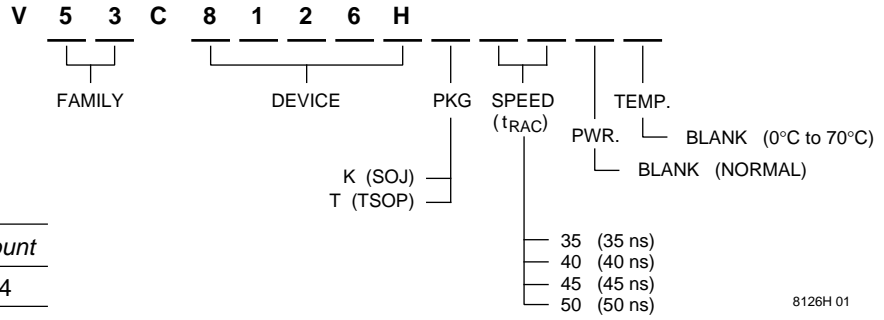 V 5 3 C 8 1 2 6 H
FAMILY DEVICE PKG SPEED TEMP.
(tRAC) PWR.
BLANK (0°C to 70°C)
BLANK (NORMAL)
K (SOJ)
T (TSOP)
35 (35 ns)
40 (40 ns)
45 (45 ns)
50 (50 ns)
ount
4
8126H 01